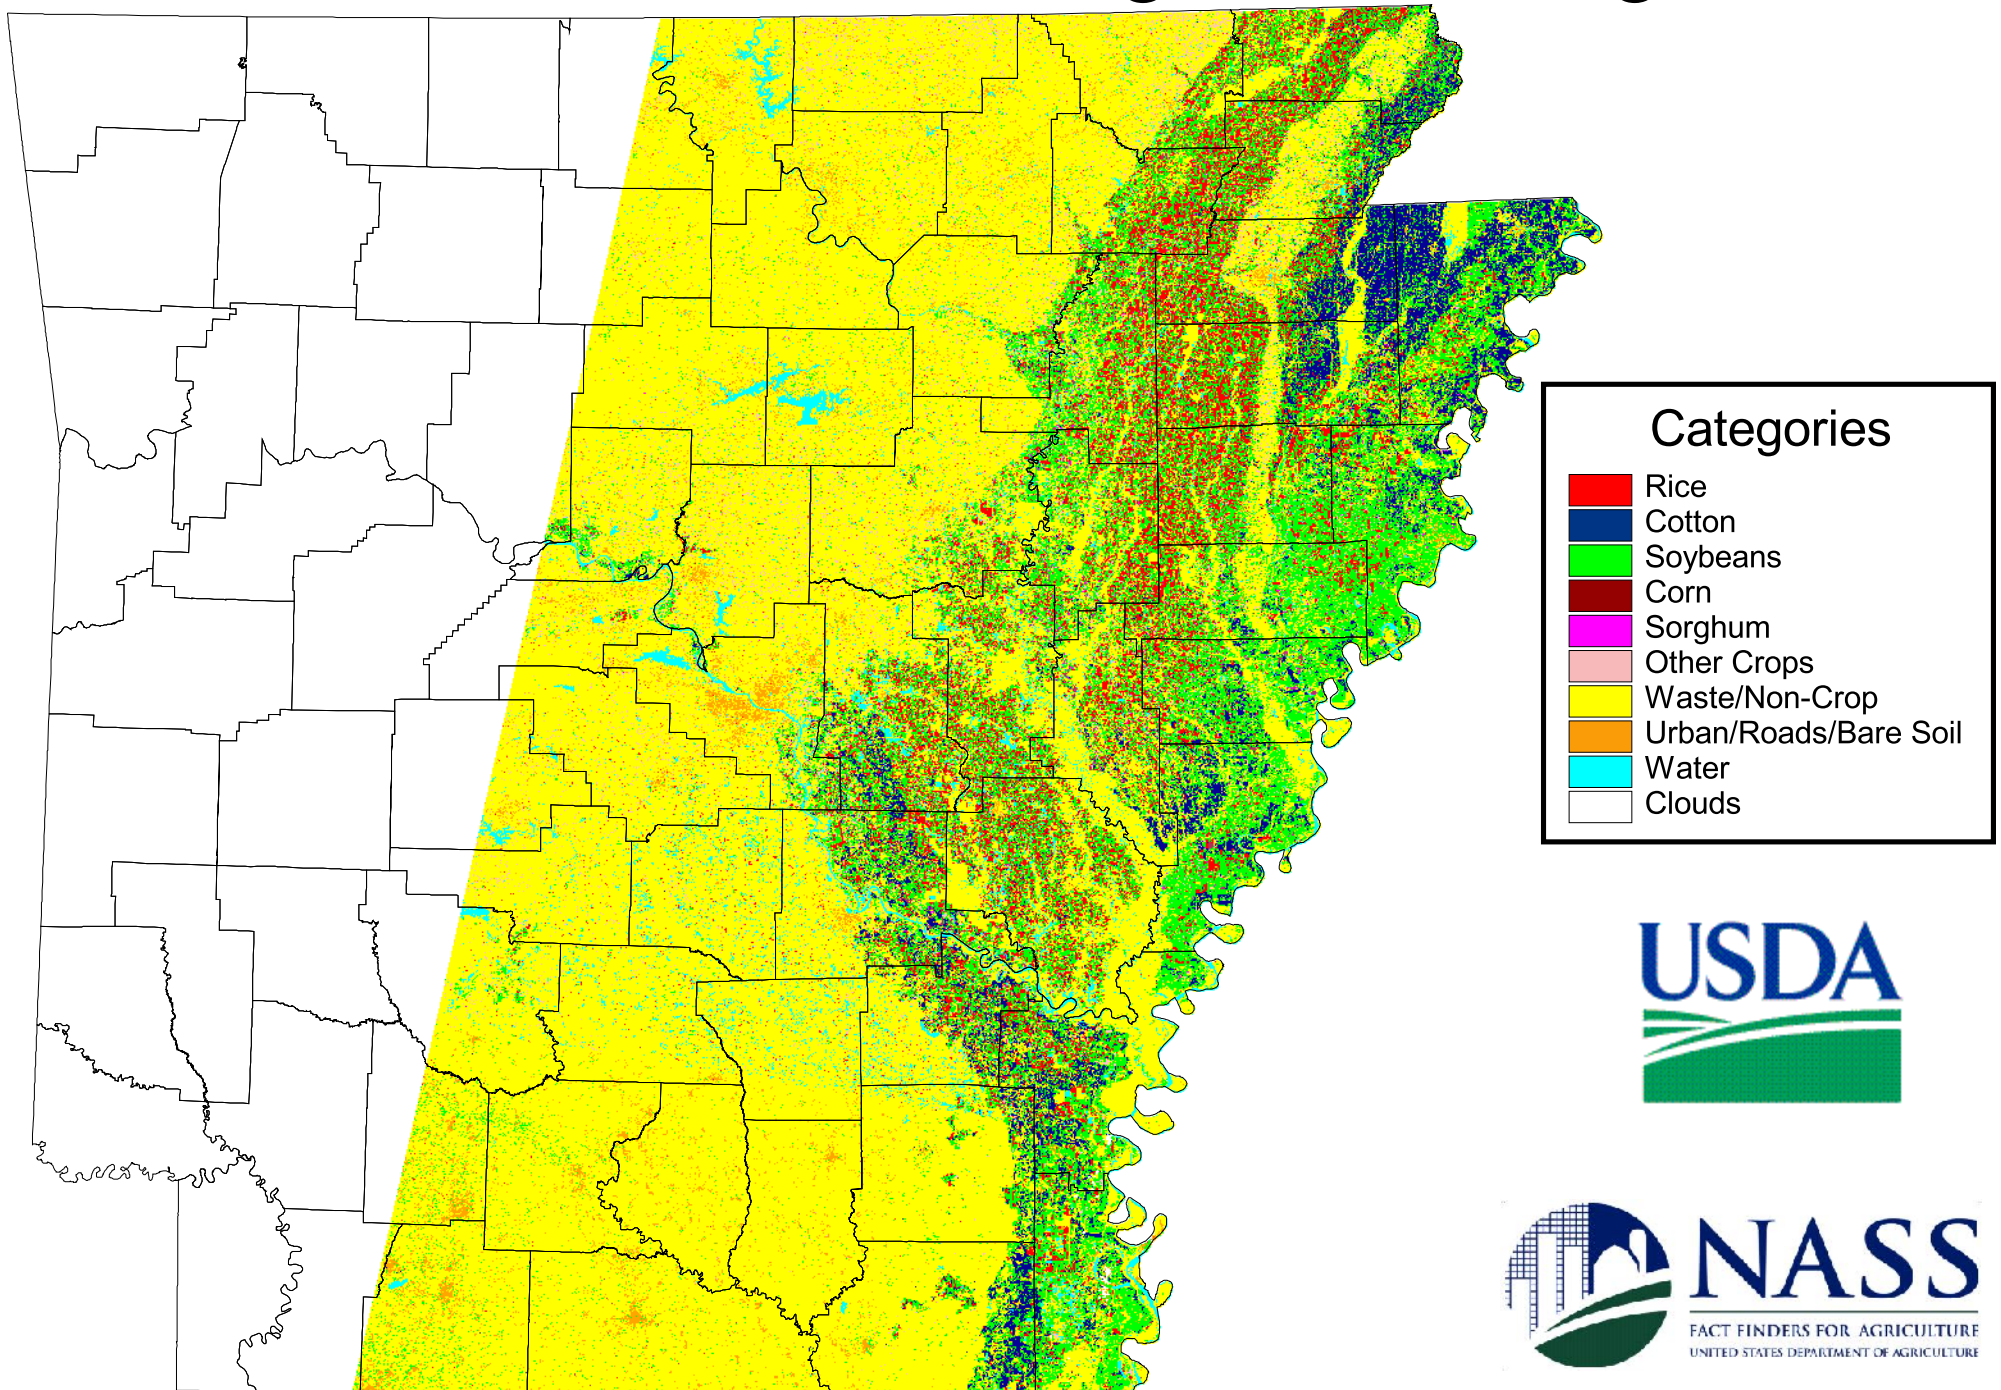 Categories
Rice
Cotton
Soybeans
Corn
Sorghum
Other Crops
Waste/Non-Crop
Urban/Roads/Bare Soil
Water
Clouds
USDA
NASS
FACT FINDERS FOR AGRICULTURE
UNITED STATES DEPARTMENT OF AGRICULTURE